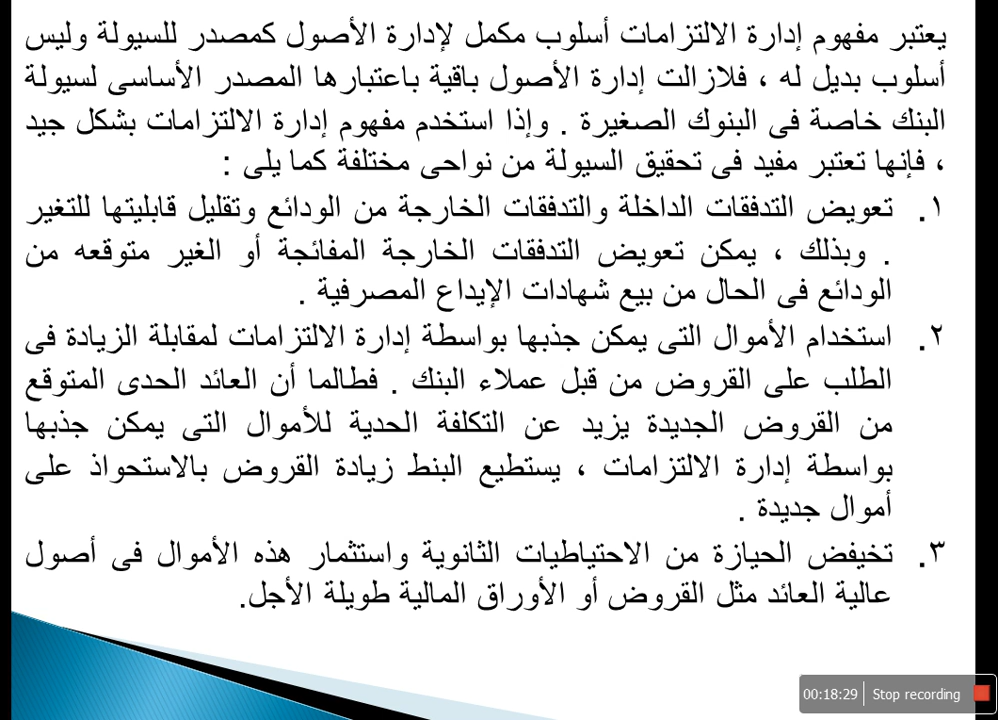 يعتبر مفهوم إدارة الالتزامات أسلوب مكمل لإدارة الأصول كمصدر للسيولة وليس
أسلوب بديل له ، فلازالت إدارة الأصول باقية باعتبارها المصدر الأساسى لسيولة
البنك خاصة فى البنوك الصغيرة . وإذا استخدم مفهوم إدارة الالتزامات بشكل جيد
، فإنها تعتبر مفيد فى تحقيق السيولة من نواحى مختلفة كما يلى :
١. تعويض التدفقات الداخلة والتدفقات الخارجة من الودائع وتقليل قابليتها للتغير
. وبذلك ، يمكن تعويض التدفقات الخارجة المفائجة أو الغير متوقعه من
الودائع فى الحال من بيع شهادات الإيداع المصرفية .
٢. استخدام الأموال التى يمكن جذبها بواسطة إدارة الالتزامات لمقابلة الزيادة فى
الطلب على القروض من قبل عملاء البنك . فطالما أن العائد الحدى المتوقع
من القروض الجديدة يزيد عن التكلفة الحدية للأموال التى يمكن جذبها
بواسطة إدارة الالتزامات ، يستطيع البنط زيادة القروض بالاستحواذ على
أموال جديدة .
٣. تخيفض الحيازة من الاحتياطيات الثانوية واستثمار هذه الأموال فى أصول
عالية العائد مثل القروض أو الأوراق المالية طويلة الأجل.
00:18:29 Stop recording